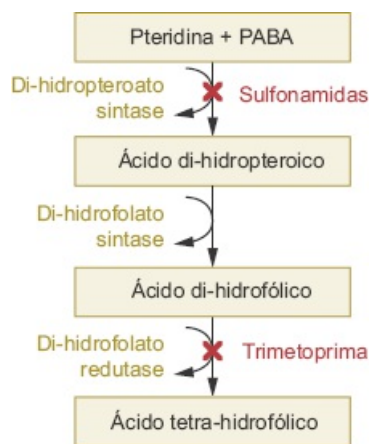 Pteridina + PABA
Di-hidropteroato
sintase
Sulfonamidas
Ácido di-hidropteroico
Di-hidrofolato
sintase
Ácido di-hidrofólico
Di-hidrofolato
redutase
Trimetoprima
Ácido tetra-hidrofólico